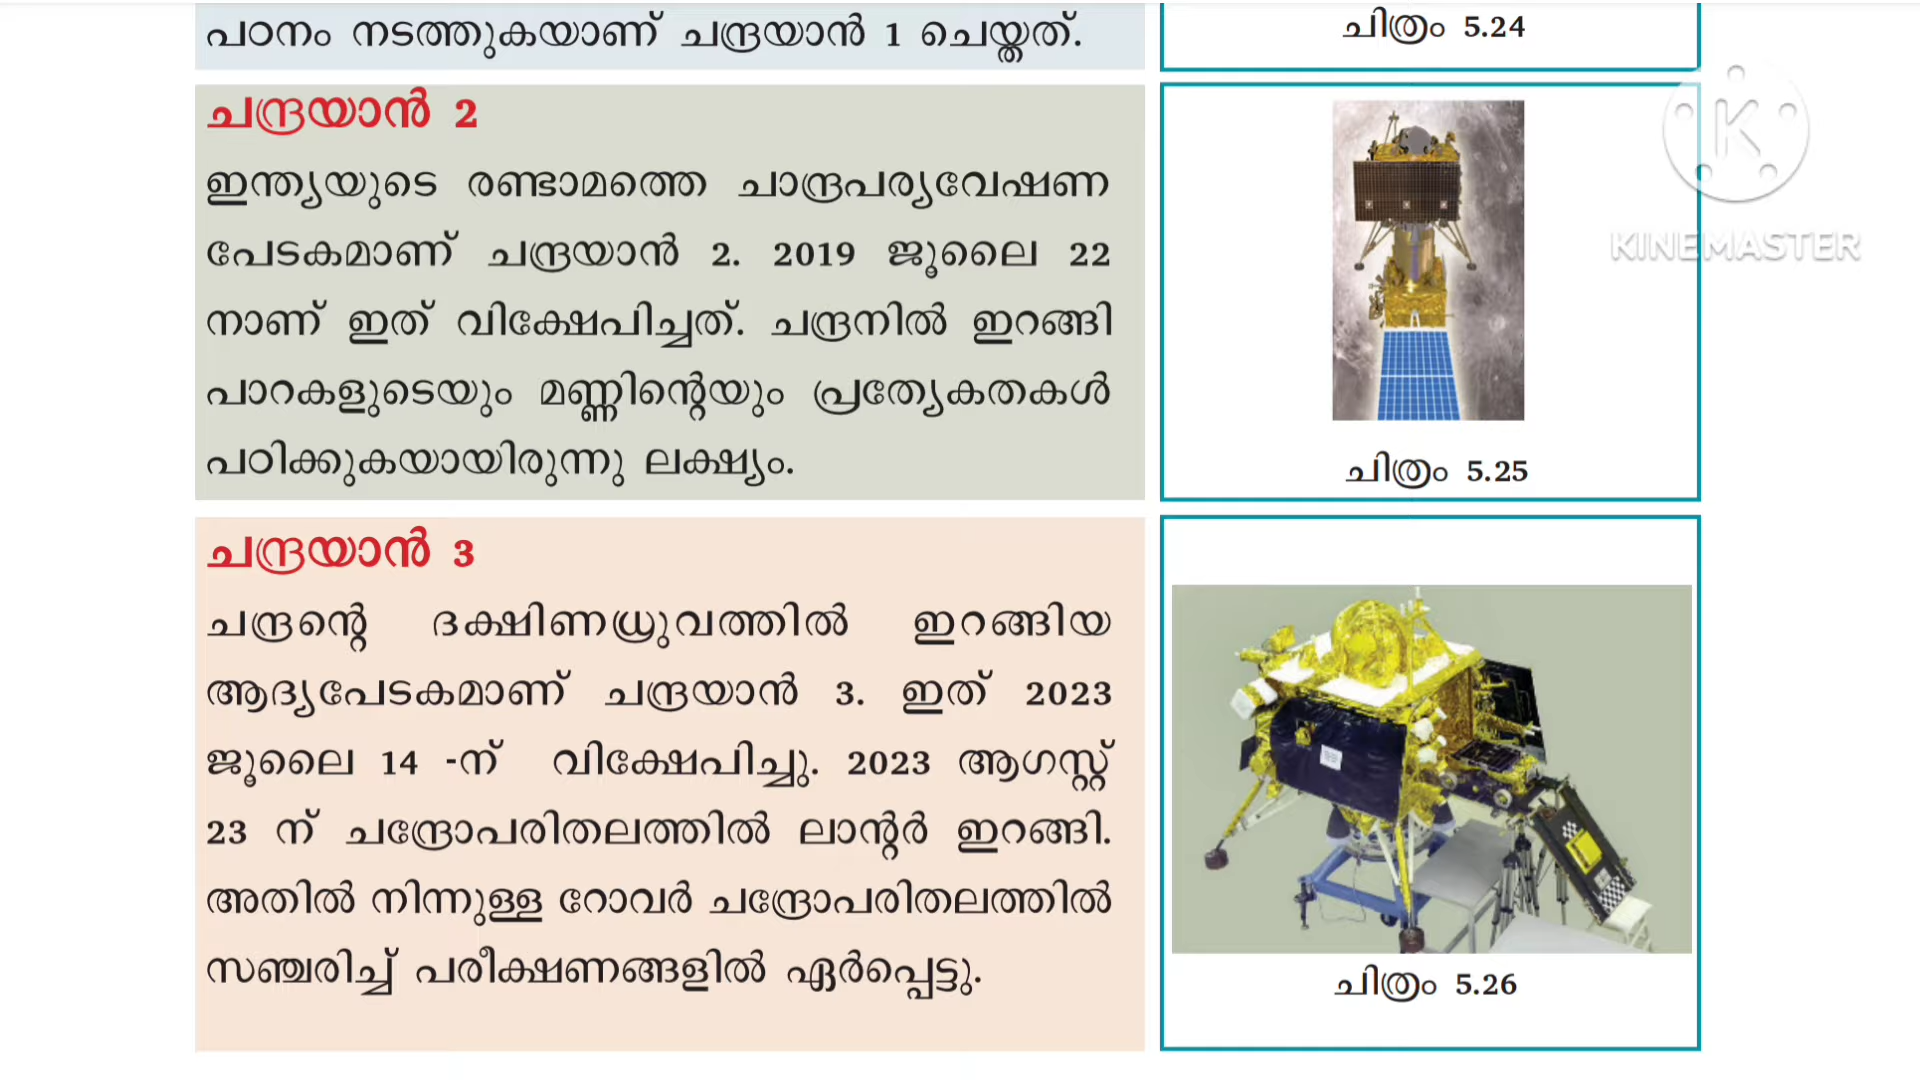 പഠനം നടത്തുകയാണ് ചന്ദ്രയാൻ 1 ചെയ്തത്.
ചിത്രം 5.24
ചന്ദ്രയാൻ 2
ഇന്ത്യയുടെ രണ്ടാമത്തെ ചാന്ദ്രപര്യവേഷണ
പേടകമാണ് ചന്ദ്രയാൻ 2. 2019 ജൂലൈ 22
നാണ് ഇത് വിക്ഷേപിച്ചത്. ചന്ദ്രനിൽ ഇറങ്ങി
പാറകളുടെയും മണ്ണിന്റെയും പ്രത്യേകതകൾ
പഠിക്കുകയായിരുന്നു ലക്ഷ്യം.
ചിത്രം 5.25
K
KINEMASTER
ചന്ദ്രയാൻ 3
ചന്ദ്രന്റെ ദക്ഷിണധ്രുവത്തിൽ ഇറങ്ങിയ
ആദ്യപേടകമാണ് ചന്ദ്രയാൻ 3. ഇത് 2023
ജൂലൈ 14 -ന് വിക്ഷേപിച്ചു. 2023 ആഗസ്റ്റ്
23 ന് ചന്ദ്രോപരിതലത്തിൽ ലാന്റർ ഇറങ്ങി.
അതിൽ നിന്നുള്ള റോവർ ചന്ദ്രോപരിതലത്തിൽ
സഞ്ചരിച്ച് പരീക്ഷണങ്ങളിൽ ഏർപ്പെട്ടു.
ചിത്രം 5.26